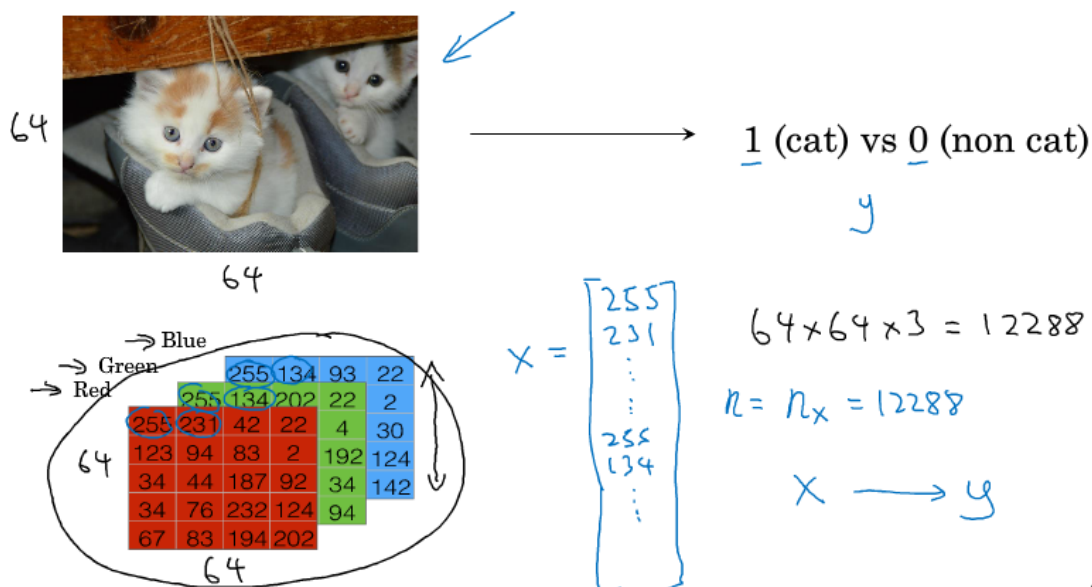 64
1 (cat) vs 0 (non cat)
y
64
Blue
Green
Red
255 134 93 22
255 134 202 22 2
255 231 42 22 4 30
123 94 83 2 192 124
34 44 187 92 34 142
34 76 232 124 94
67 83 194 202
64
64
x =
255
231
⋮
255
134
⋮
64 × 64 × 3 = 12288
n = nₓ = 12288
x ⟶ y